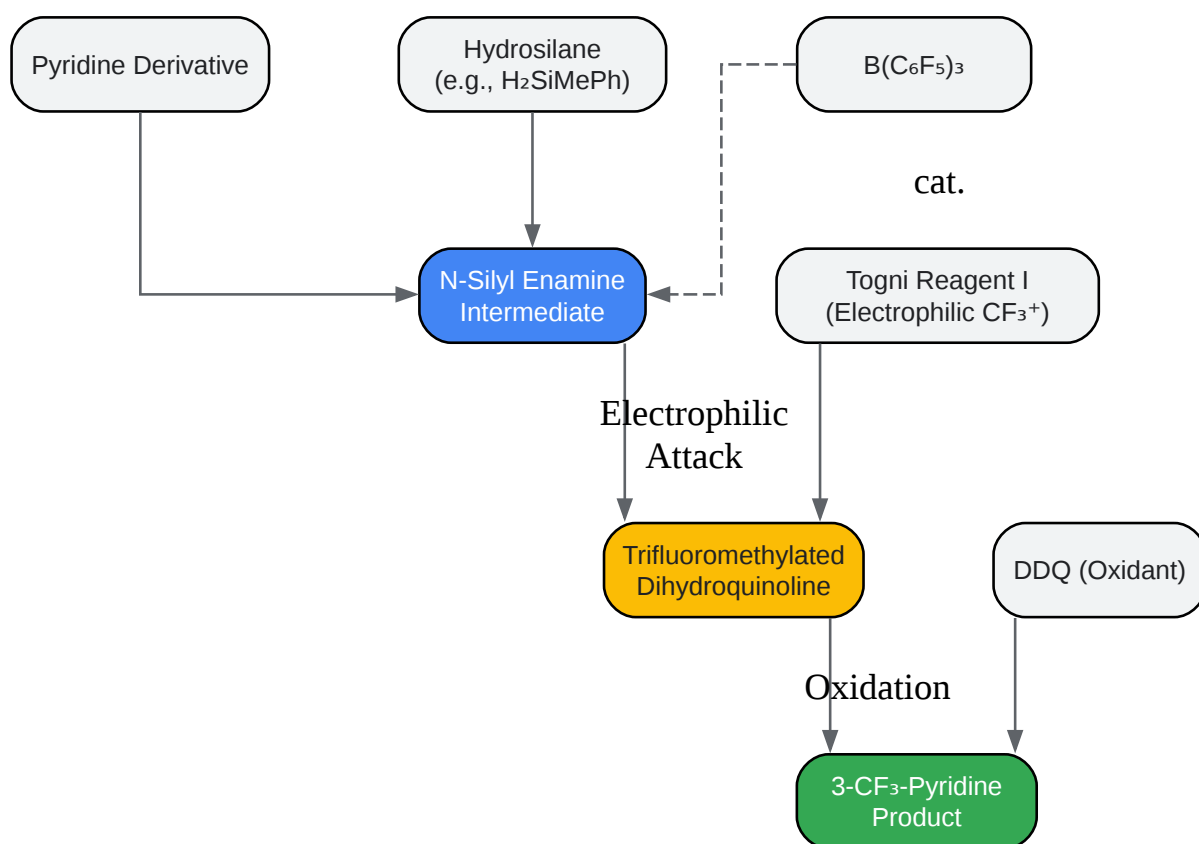 Pyridine Derivative
Hydrosilane
(e.g., H₂SiMePh)
B(C₆F₅)₃
cat.
N-Silyl Enamine
Intermediate
Togni Reagent I
(Electrophilic CF₃⁺)
Electrophilic
Attack
Trifluoromethylated
Dihydroquinoline
DDQ (Oxidant)
Oxidation
3-CF₃-Pyridine
Product